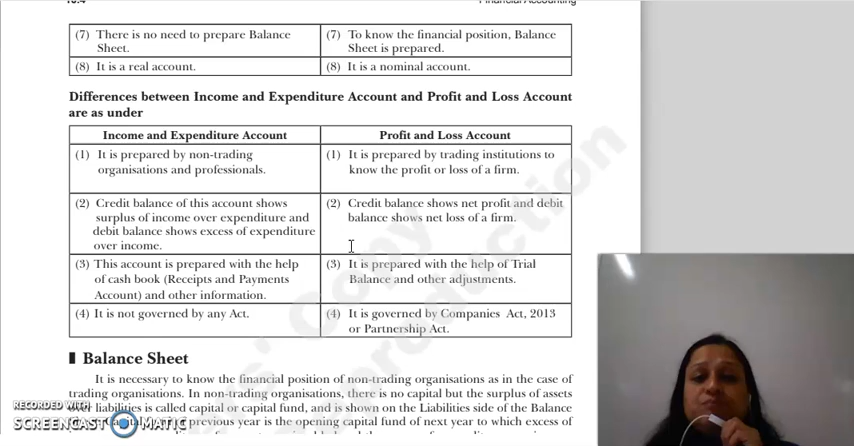 10.4
Financial Accounting
(7) There is no need to prepare Balance
Sheet.
(7) To know the financial position, Balance
Sheet is prepared.
(8) It is a real account.
(8) It is a nominal account.
Differences between Income and Expenditure Account and Profit and Loss Account
are as under
Income and Expenditure Account
Profit and Loss Account
(1) It is prepared by non-trading
organisations and professionals.
(1) It is prepared by trading institutions to
know the profit or loss of a firm.
(2) Credit balance of this account shows
surplus of income over expenditure and
debit balance shows excess of expenditure
over income.
(2) Credit balance shows net profit and debit
balance shows net loss of a firm.
(3) This account is prepared with the help
of cash book (Receipts and Payments
Account) and other information.
(3) It is prepared with the help of Trial
Balance and other adjustments.
(4) It is not governed by any Act.
(4) It is governed by Companies Act, 2013
or Partnership Act.
Balance Sheet
It is necessary to know the financial position of non-trading organisations as in the case of
trading organisations. In non-trading organisations, there is no capital but the surplus of assets
liabilities is called capital or capital fund, and is shown on the Liabilities side of the Balance
previous year is the opening capital fund of next year to which excess of
RECORDED WITH
SCREENCAST MATIC